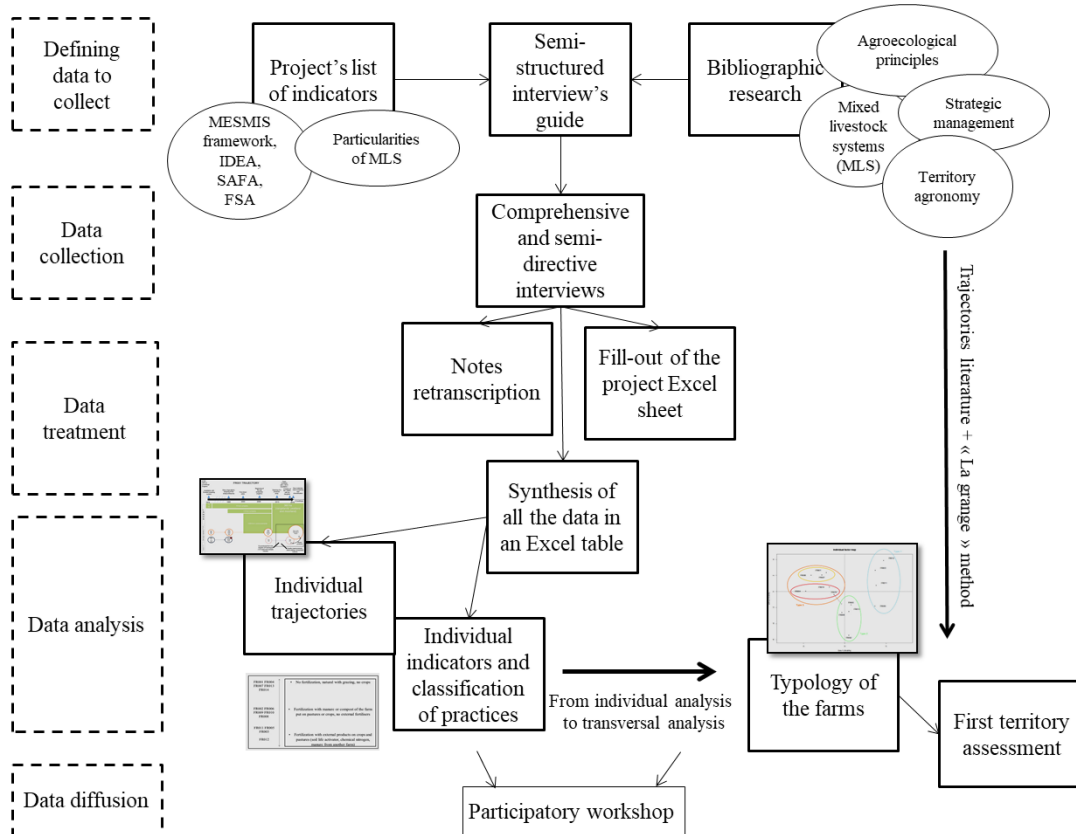 Defining
data to
collect
Project's list
of indicators
Semi-
structured
interview's
guide
Bibliographic
research
Agroecological
principles
MESMIS
framework,
IDEA,
SAFA,
FSA
Particularities
of MLS
Mixed
livestock
systems
(MLS)
Strategic
management
Territory
agronomy
Data
collection
Comprehensive
and semi-
directive
interviews
Trajectories literature + « La grange » method
Data
treatment
Notes
retranscription
Fill-out of the
project Excel
sheet
Synthesis of
all the data in
an Excel table
Data analysis
Individual
trajectories
Individual
indicators and
classification
of practices
From individual analysis
to transversal analysis
Typology of
the farms
First territory
assessment
Data diffusion
Participatory workshop